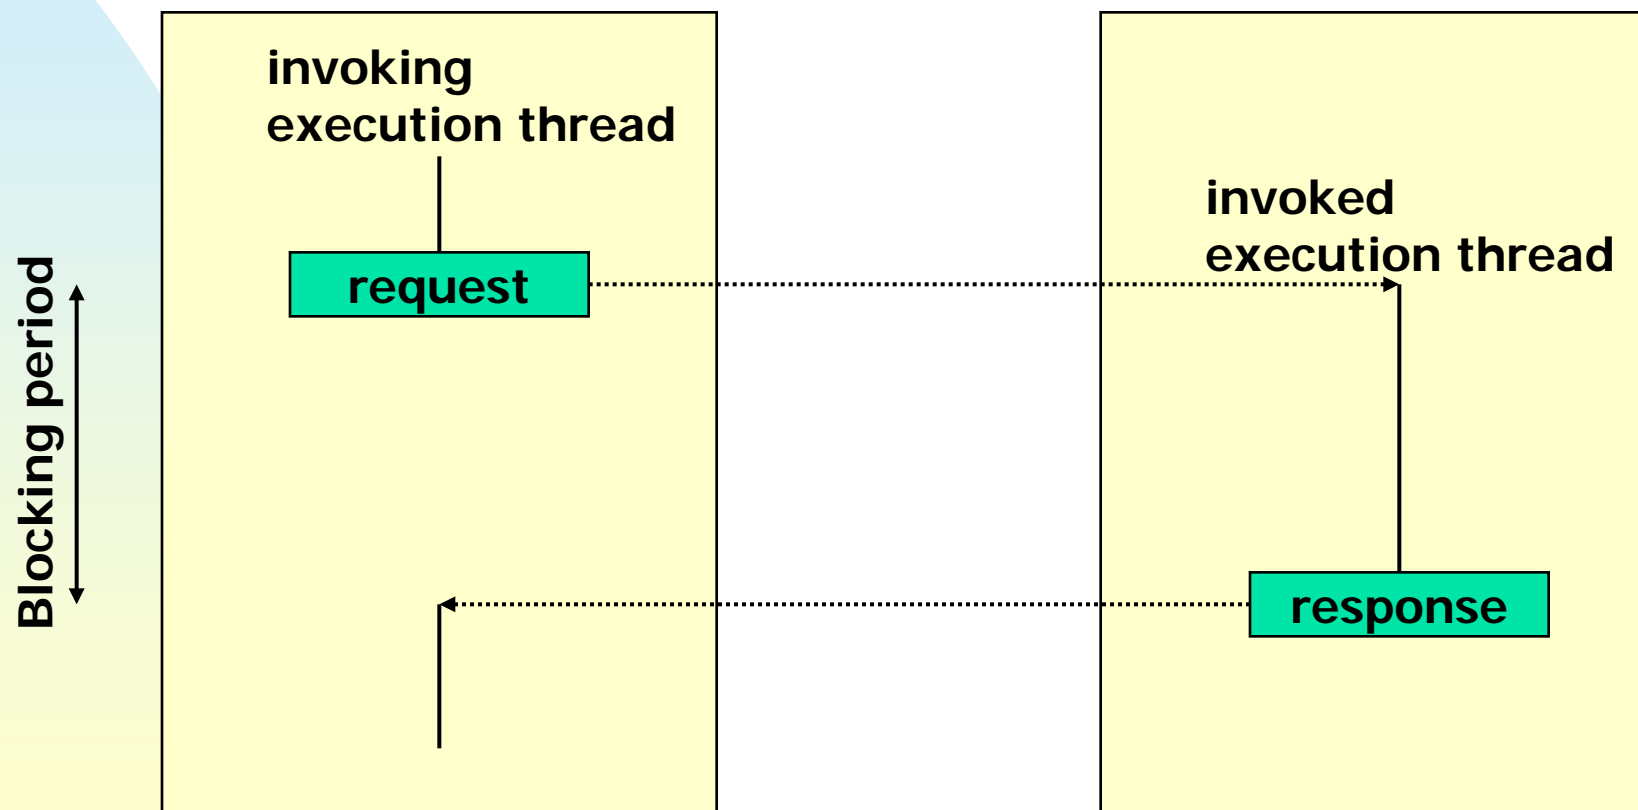 invoking
execution thread
invoked
execution thread
request
Blocking period
response